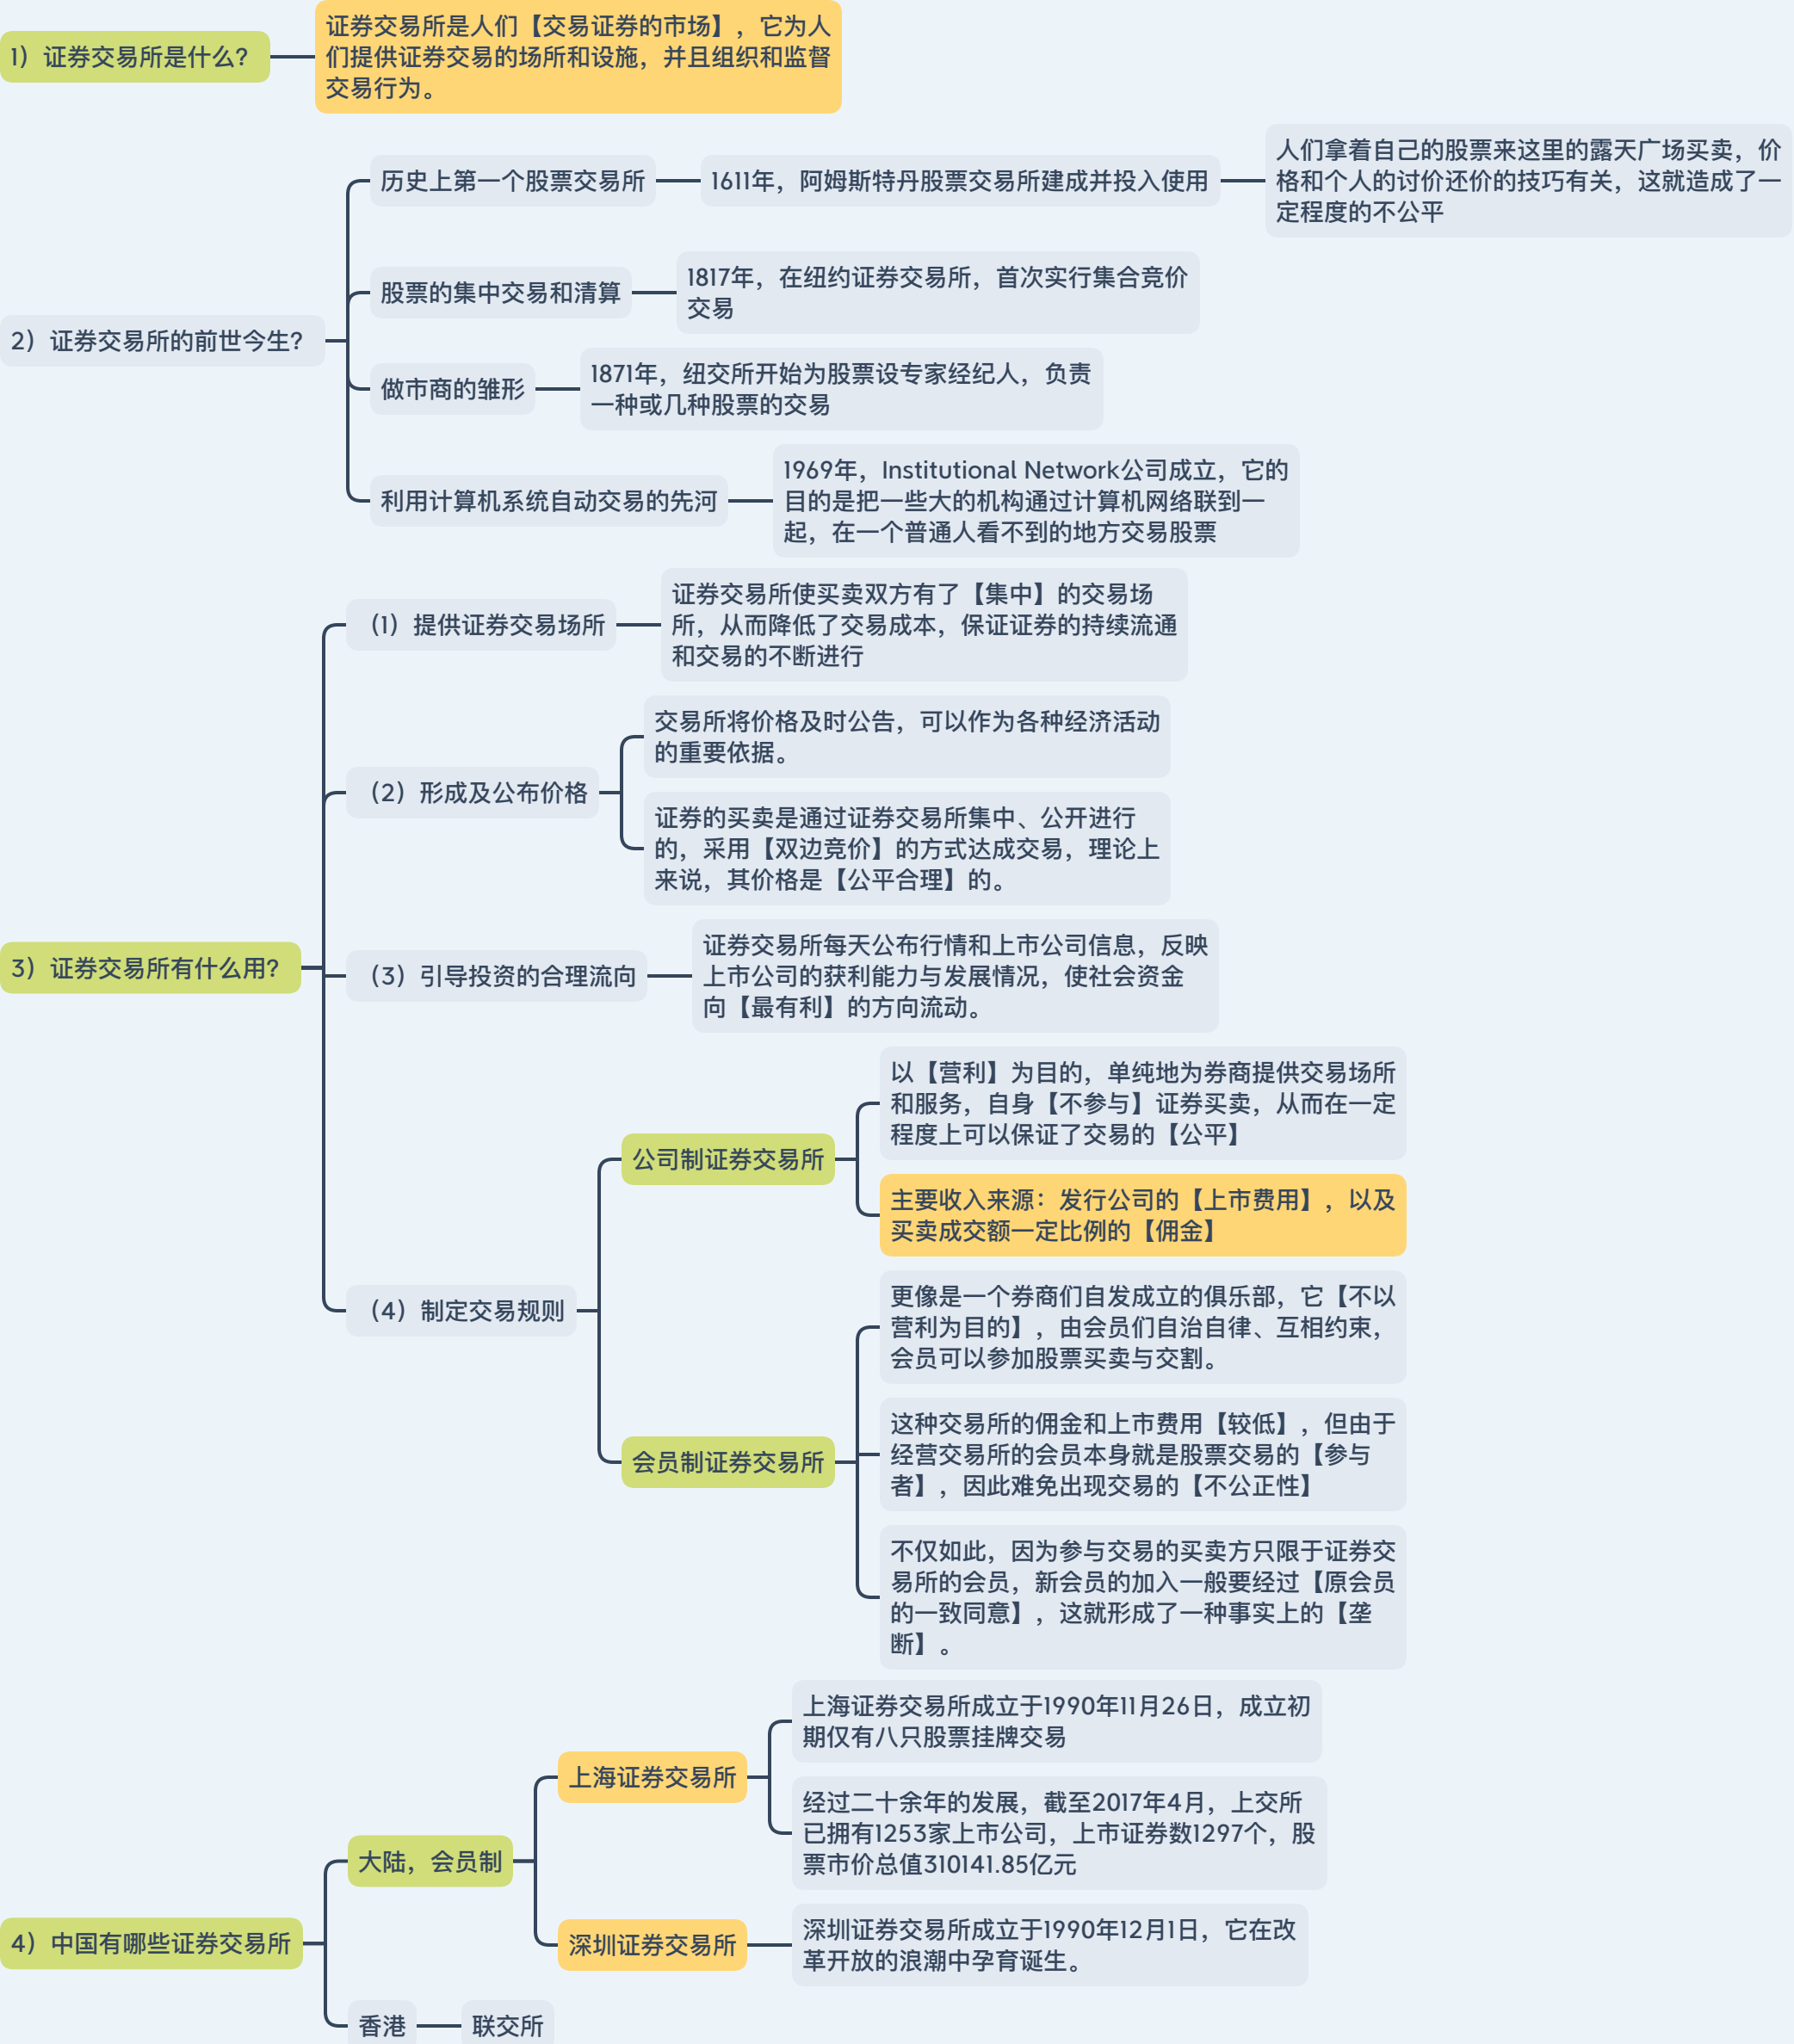 1）证券交易所是什么？
证券交易所是人们【交易证券的市场】，它为人
们提供证券交易的场所和设施，并且组织和监督
交易行为。
2）证券交易所的前世今生？
历史上第一个股票交易所
1611年，阿姆斯特丹股票交易所建成并投入使用
人们拿着自己的股票来这里的露天广场买卖，价
格和个人的讨价还价的技巧有关，这就造成了一
定程度的不公平
股票的集中交易和清算
1817年，在纽约证券交易所，首次实行集合竞价
交易
做市商的雏形
1871年，纽交所开始为股票设专家经纪人，负责
一种或几种股票的交易
利用计算机系统自动交易的先河
1969年，Institutional Network公司成立，它的
目的是把一些大的机构通过计算机网络联到一
起，在一个普通人看不到的地方交易股票
3）证券交易所有什么用？
（1）提供证券交易场所
证券交易所使买卖双方有了【集中】的交易场
所，从而降低了交易成本，保证证券的持续流通
和交易的不断进行
（2）形成及公布价格
交易所将价格及时公告，可以作为各种经济活动
的重要依据。
证券的买卖是通过证券交易所集中、公开进行
的，采用【双边竞价】的方式达成交易，理论上
来说，其价格是【公平合理】的。
（3）引导投资的合理流向
证券交易所每天公布行情和上市公司信息，反映
上市公司的获利能力与发展情况，使社会资金
向【最有利】的方向流动。
（4）制定交易规则
公司制证券交易所
以【营利】为目的，单纯地为券商提供交易场所
和服务，自身【不参与】证券买卖，从而在一定
程度上可以保证了交易的【公平】
主要收入来源：发行公司的【上市费用】，以及
买卖成交额一定比例的【佣金】
会员制证券交易所
更像是一个券商们自发成立的俱乐部，它【不以
营利为目的】，由会员们自治自律、互相约束，
会员可以参加股票买卖与交割。
这种交易所的佣金和上市费用【较低】，但由于
经营交易所的会员本身就是股票交易的【参与
者】，因此难免出现交易的【不公正性】
不仅如此，因为参与交易的买卖方只限于证券交
易所的会员，新会员的加入一般要经过【原会员
的一致同意】，这就形成了一种事实上的【垄
断】。
4）中国有哪些证券交易所
大陆，会员制
上海证券交易所
上海证券交易所成立于1990年11月26日，成立初
期仅有八只股票挂牌交易
经过二十余年的发展，截至2017年4月，上交所
已拥有1253家上市公司，上市证券数1297个，股
票市价总值310141.85亿元
深圳证券交易所
深圳证券交易所成立于1990年12月1日，它在改
革开放的浪潮中孕育诞生。
香港
联交所